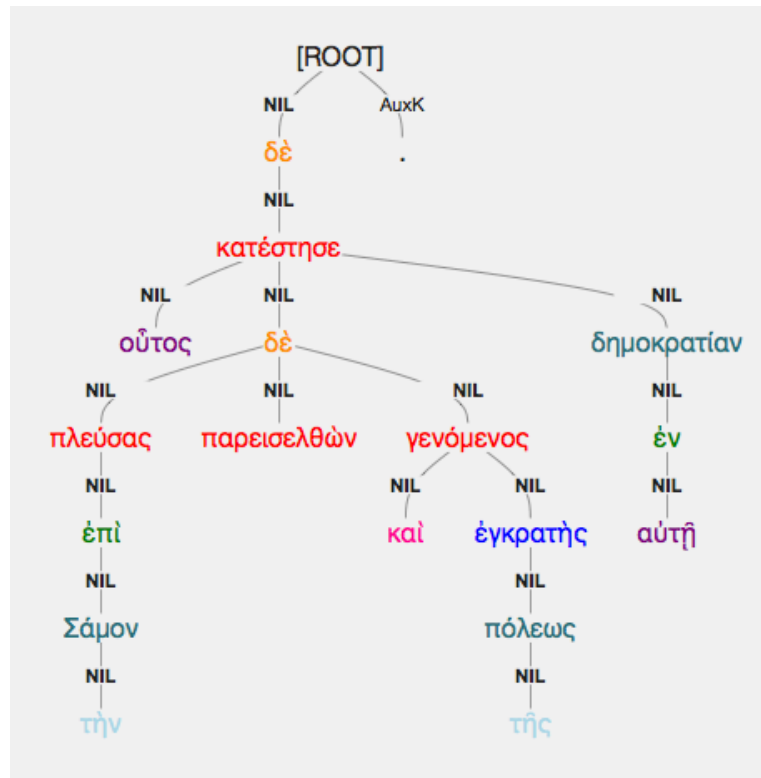 [ROOT]
NIL AuxK
δὲ .
NIL
κατέστησε
NIL NIL NIL
οὗτος δὲ δημοκρατίαν
NIL NIL NIL NIL
πλεύσας παρεισελθὼν γενόμενος ἐν
NIL NIL NIL NIL
ἐπὶ καὶ ἐγκρατὴς αὐτῇ
NIL NIL
Σάμον πόλεως
NIL NIL
τὴν τῆς